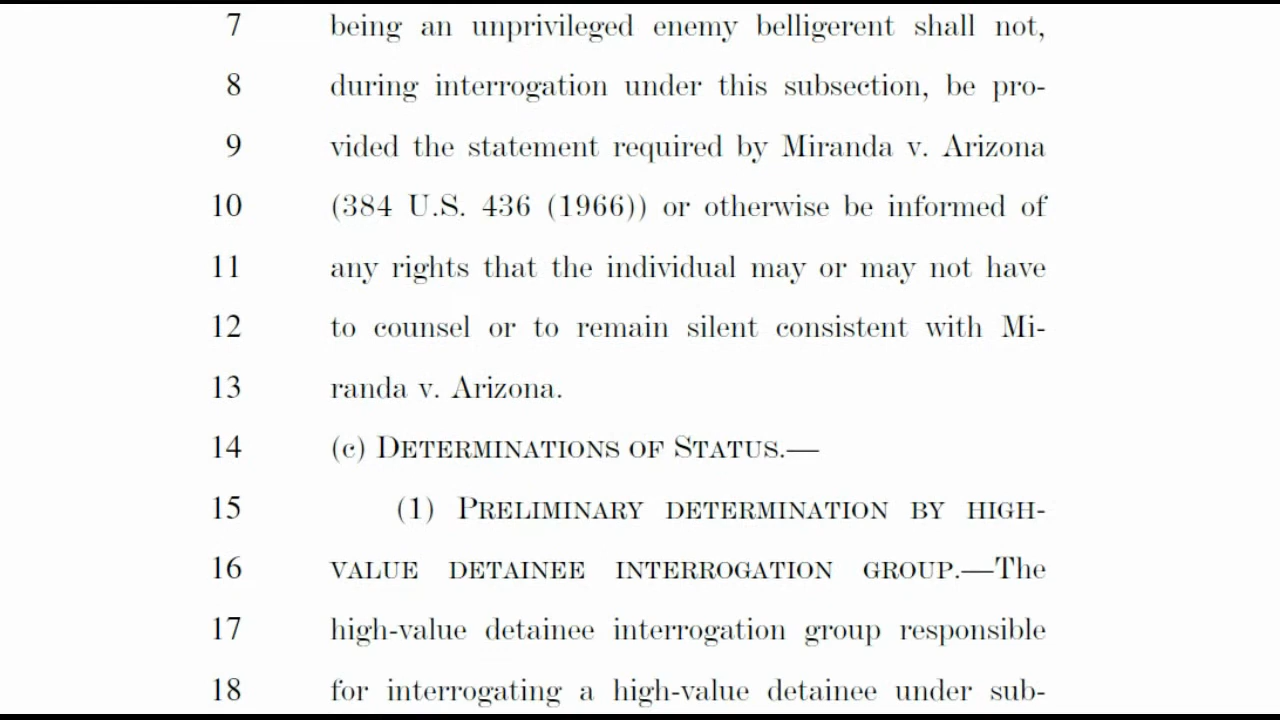 7 being an unprivileged enemy belligerent shall not,
8 during interrogation under this subsection, be pro-
9 vided the statement required by Miranda v. Arizona
10 (384 U.S. 436 (1966)) or otherwise be informed of
11 any rights that the individual may or may not have
12 to counsel or to remain silent consistent with Mi-
13 randa v. Arizona.
14 (c) DETERMINATIONS OF STATUS.—
15 (1) PRELIMINARY DETERMINATION BY HIGH-
16 VALUE DETAINEE INTERROGATION GROUP.—The
17 high-value detainee interrogation group responsible
18 for interrogating a high-value detainee under sub-